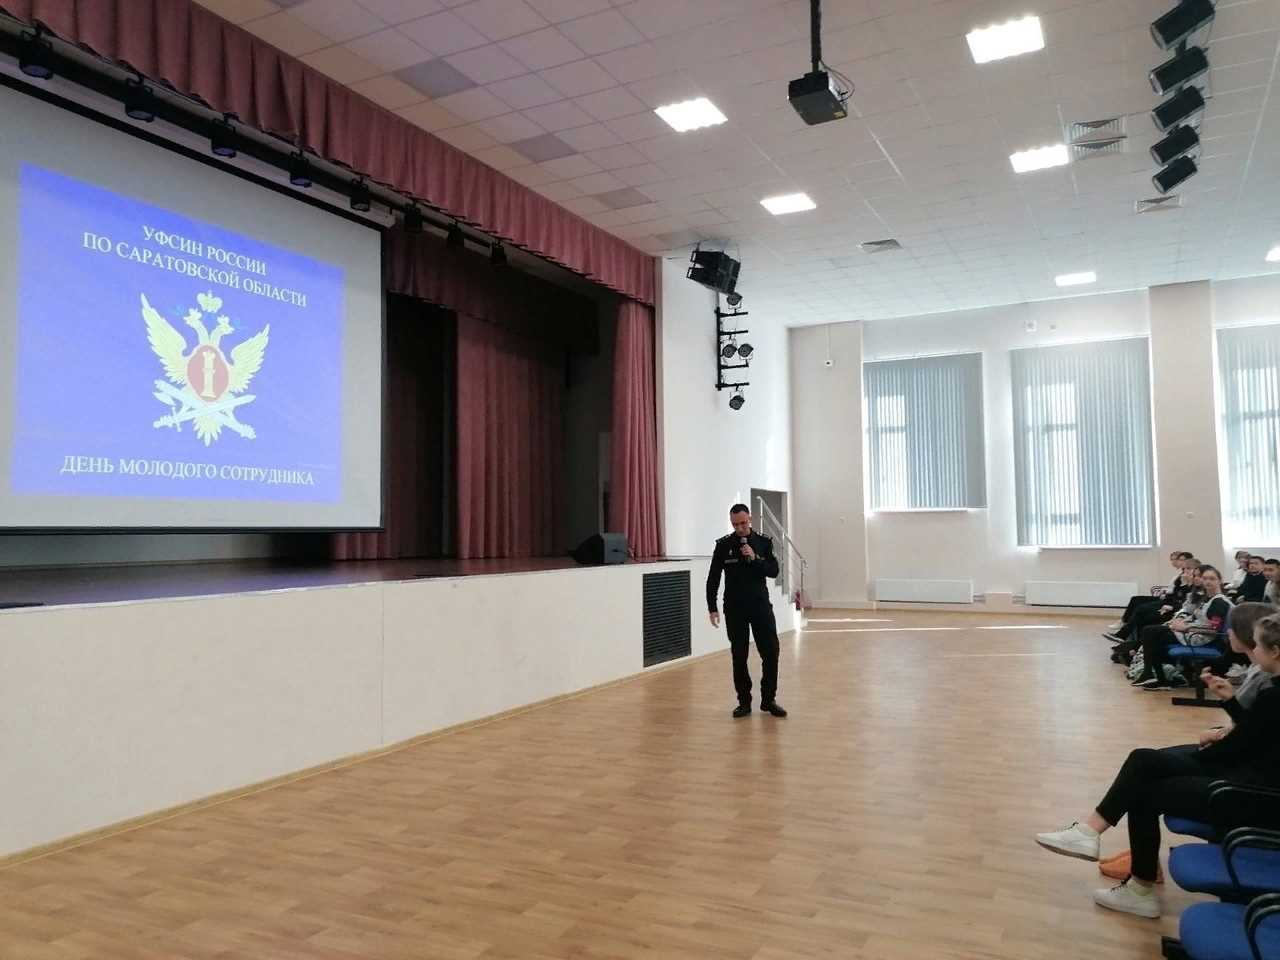 УФСИН РОССИИ
ПО САРАТОВСКОЙ ОБЛАСТИ
ДЕНЬ МОЛОДОГО СОТРУДНИКА